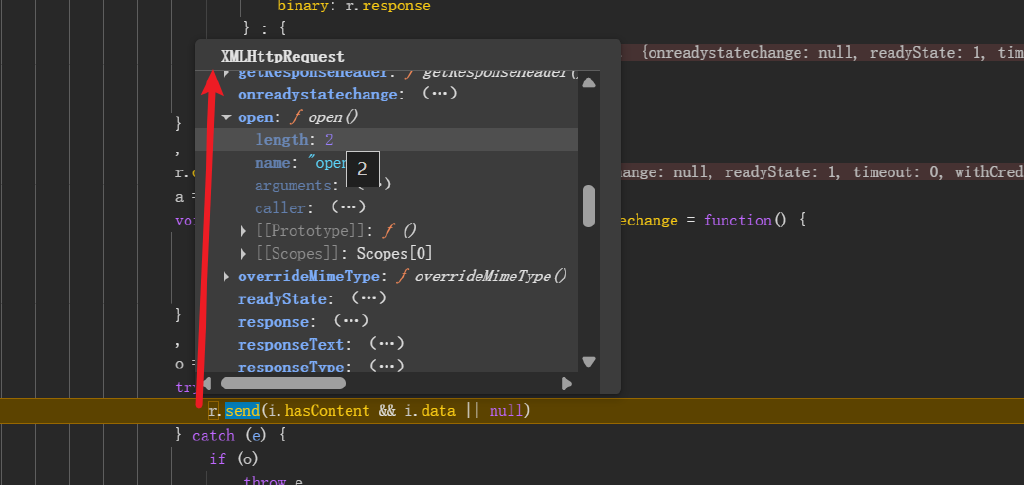 binary: r.response
} : {
XMLHttpRequest
{onreadystatechange: null, readyState: 1, tim
getResponseHeader: ƒ getResponseHeader()
onreadystatechange: (...)
open: ƒ open()
}
length: 2
,
name: "open
2
r.
hange: null, readyState: 1, timeout: 0, withCred
arguments: (...)
a =
caller: (...)
echange = function() {
[[Prototype]]: ƒ ()
[[Scopes]]: Scopes[0]
overrideMimeType: ƒ overrideMimeType()
readyState: (...)
}
response: (...)
,
responseText: (...)
o =
responseType: (...)
try
r.send(i.hasContent && i.data || null)
} catch (e) {
if (o)
throw e